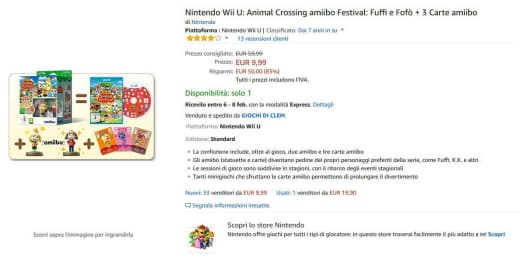 Nintendo Wii U: Animal Crossing amiibo Festival: Fuffi e Fofò + 3 Carte amiibo
di Nintendo
Piattaforma : Nintendo Wii U | Classificato: Dai 7 anni in su
13 recensioni clienti
Prezzo consigliato: EUR 59,99
Prezzo: EUR 9,99
Risparmi: EUR 50,00 (83%)
Tutti i prezzi includono l'IVA.
Disponibilità: solo 1
Ricevilo entro 6 - 8 feb. con la modalità Express. Dettagli
Venduto e spedito da GIOCHI DI CLEM.
Piattaforma: Nintendo Wii U
Edizione: Standard
• La confezione include, oltre al gioco, due amiibo e tre carte amiibo
• Gli amiibo (statuette e carte) diventano pedine dei propri personaggi preferiti della serie, come Fuffi, K.K. e altri
• Le sessioni di gioco sono suddivise in stagioni, con il ritorno degli eventi stagionali
• Tanti minigiochi che sfruttano le carte amiibo permettono di prolungare il divertimento
Nuovi: 33 venditori da EUR 9,99 Usati: 1 venditori da EUR 19,90
Segnala informazioni inesatte.
amiibo
Scorri sopra l'immagine per ingrandirla
Scopri lo store Nintendo
Nintendo offre giochi per tutti i tipi di giocatore: in questo store troverai facilmente il più adatto a te! Scopri